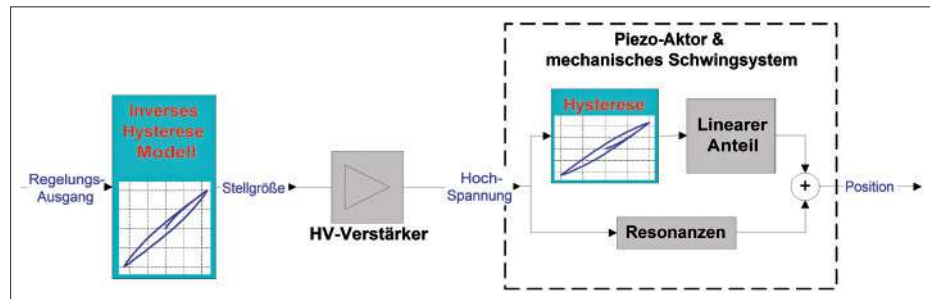 Piezo-Aktor &
mechanisches Schwingsystem
Inverses
Hysterese
Modell
Hysterese
Linearer
Anteil
Regelungs-
Ausgang
Stellgröße
HV-Verstärker
Hoch-
Spannung
+
Position
Resonanzen